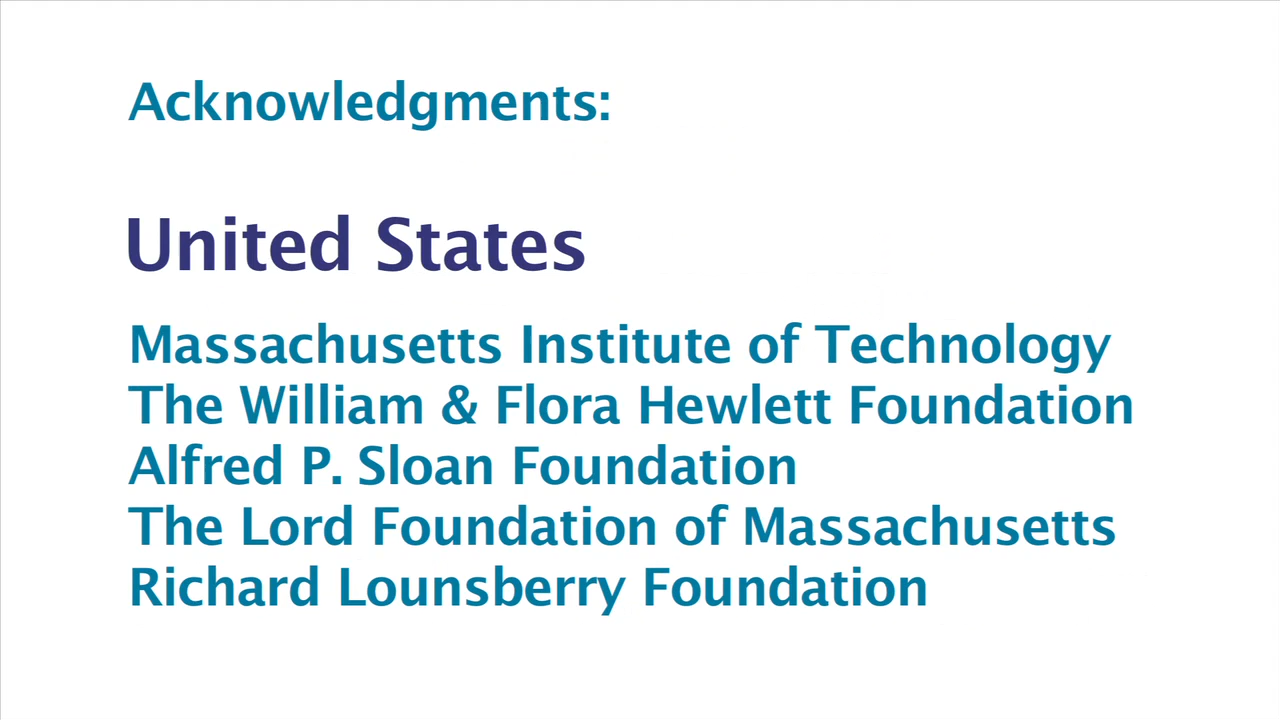 Acknowledgments:
United States
Massachusetts Institute of Technology
The William & Flora Hewlett Foundation
Alfred P. Sloan Foundation
The Lord Foundation of Massachusetts
Richard Lounsberry Foundation